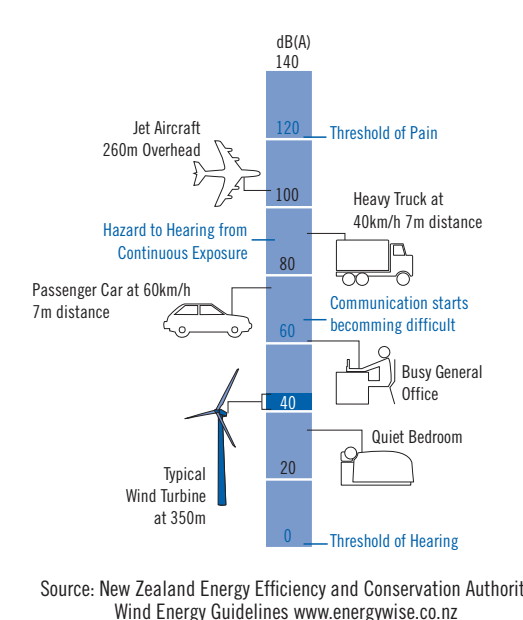 dB(A)
140
Jet Aircraft
260m Overhead
120
Threshold of Pain
100
Heavy Truck at
40km/h 7m distance
Hazard to Hearing from
Continuous Exposure
80
Passenger Car at 60km/h
7m distance
Communication starts
becomming difficult
60
Busy General
Office
40
Quiet Bedroom
Typical
Wind Turbine
at 350m
20
0
Threshold of Hearing
Source: New Zealand Energy Efficiency and Conservation Authorit
Wind Energy Guidelines www.energywise.co.nz